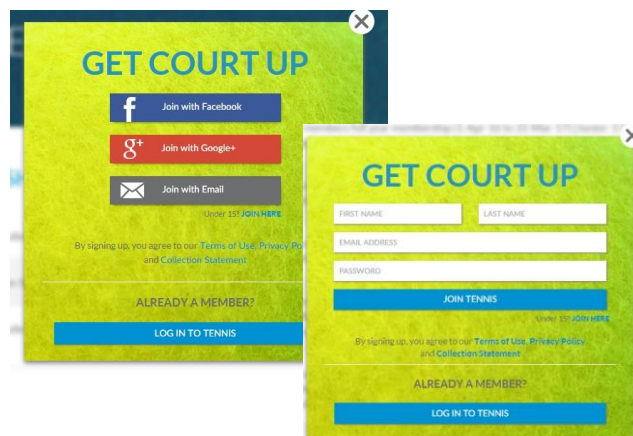 GET COURT UP
f Join with Facebook
g+ Join with Google+
Join with Email
Under 15? JOIN HERE
By signing up, you agree to our Terms of Use, Privacy Po
and Collection Statement
ALREADY A MEMBER?
LOG IN TO TENNIS
GET COURT UP
FIRST NAME LAST NAME
EMAIL ADDRESS
PASSWORD
JOIN TENNIS
Under 15? JOIN HERE
By signing up, you agree to our Terms of Use, Privacy Policy
and Collection Statement
ALREADY A MEMBER?
LOG IN TO TENNIS